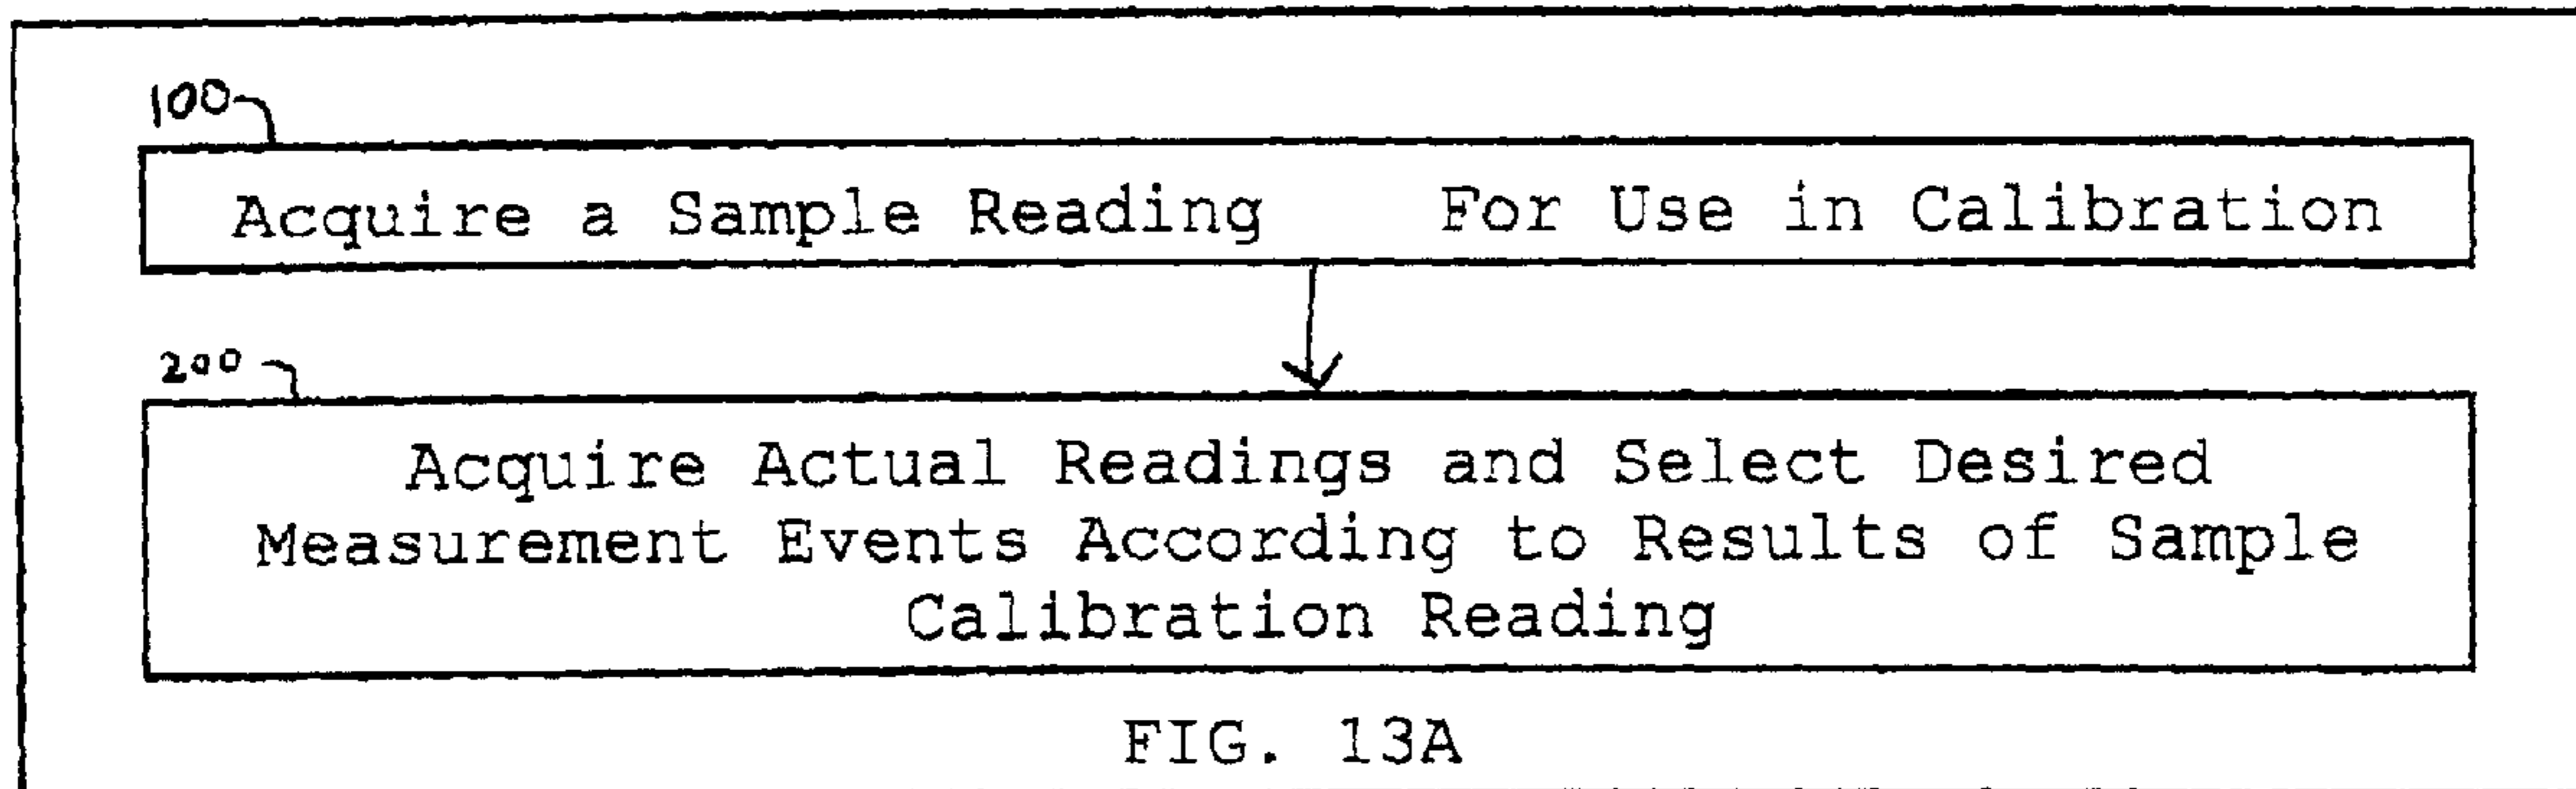 100
Acquire a Sample Reading For Use in Calibration
200
Acquire Actual Readings and Select Desired
Measurement Events According to Results of Sample
Calibration Reading
FIG. 13A